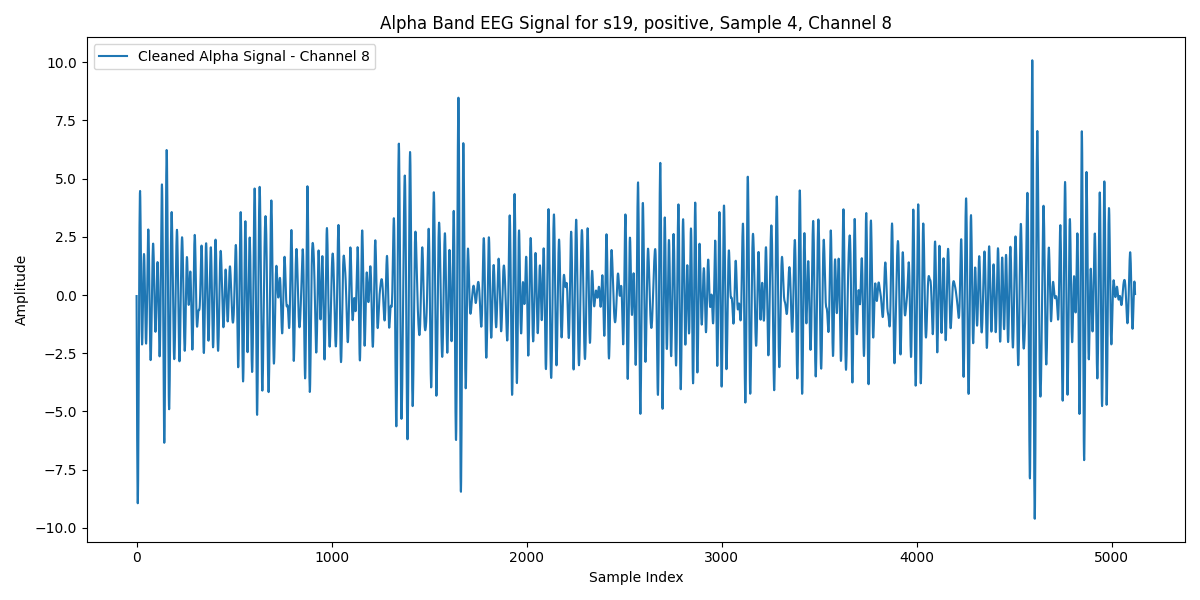 Alpha Band EEG Signal for s19, positive, Sample 4, Channel 8
Cleaned Alpha Signal - Channel 8
10.0
7.5
5.0
2.5
0.0
−2.5
−5.0
−7.5
−10.0
Amplitude
0 1000 2000 3000 4000 5000
Sample Index